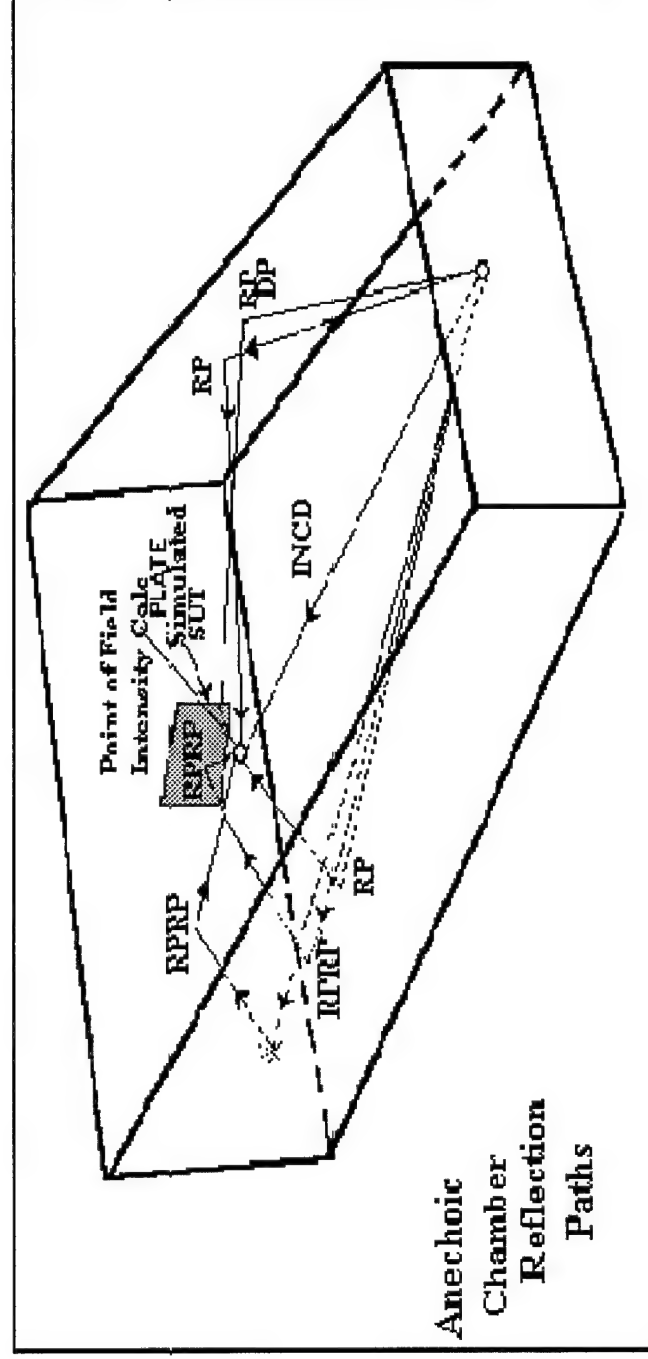 Point of Field
Intensity Calc
PLATE
Simulated
SUT
RPRP
RPRP
RP
RP
DP
INCD
RPRP
RP
Anechoic
Chamber
Reflection
Paths